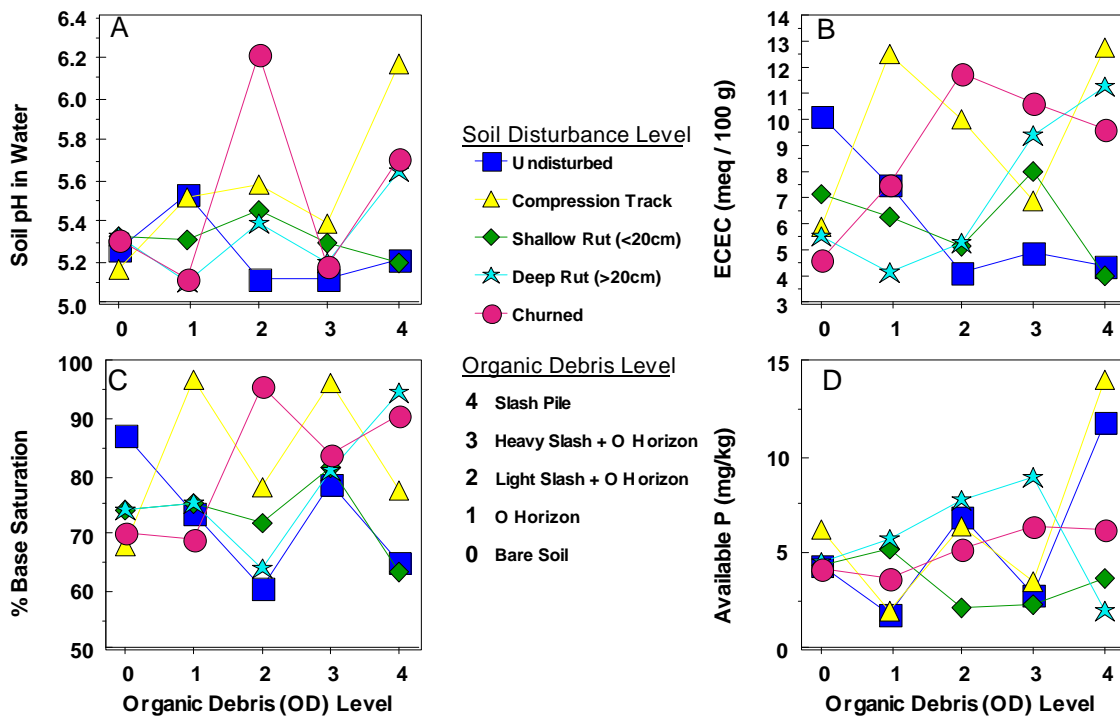 A
Soil pH in Water
6.4
6.2
6.0
5.8
5.6
5.4
5.2
5.0
0 1 2 3 4
Soil Disturbance Level
Undisturbed
Compression Track
Shallow Rut (<20cm)
Deep Rut (>20cm)
Churned
B
ECEC (meq / 100 g)
14
13
12
11
10
9
8
7
6
5
4
3
0 1 2 3 4
C
% Base Saturation
100
90
80
70
60
50
0 1 2 3 4
Organic Debris (OD) Level
Organic Debris Level
4 Slash Pile
3 Heavy Slash + O Horizon
2 Light Slash + O Horizon
1 O Horizon
0 Bare Soil
D
Available P (mg/kg)
15
10
5
0
0 1 2 3 4
Organic Debris (OD) Level